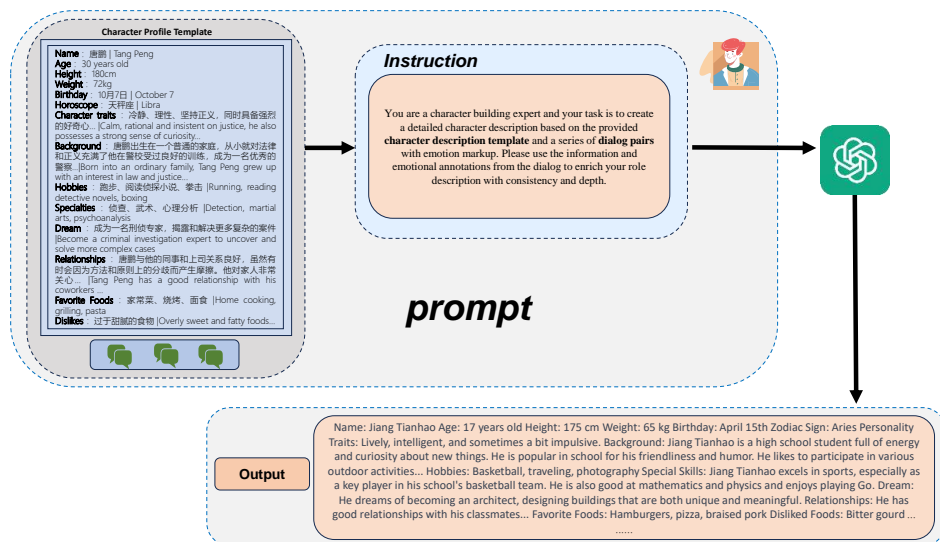 Character Profile Template
Name : 唐鹏 | Tang Peng
Age : 30 years old
Height : 180cm
Weight : 72kg
Birthday : 10月7日 | October 7
Horoscope : 天秤座 | Libra
Character traits : 冷静、理性、坚持正义，同时具备强烈
的好奇心... |Calm, rational and insistent on justice, he also
possesses a strong sense of curiosity...
Background : 唐鹏出生在一个普通的家庭，从小就对法律
和正义充满了他在警校受过良好的训练，成为一名优秀的
警察...|Born into an ordinary family, Tang Peng grew up
with an interest in law and justice...
Hobbies : 跑步、阅读侦探小说、拳击 |Running, reading
detective novels, boxing
Specialties : 侦查、武术、心理分析 |Detection, martial
arts, psychoanalysis
Dream : 成为一名刑侦专家，揭露和解决更多复杂的案件
|Become a criminal investigation expert to uncover and
solve more complex cases
Relationships : 唐鹏与他的同事和上司关系良好，虽然有
时会因为方法和原则上的分歧而产生摩擦。他对家人非常
关心... |Tang Peng has a good relationship with his
coworkers ...
Favorite Foods : 家常菜、烧烤、面食 |Home cooking,
grilling, pasta
Dislikes : 过于甜腻的食物 |Overly sweet and fatty foods...
Instruction
You are a character building expert and your task is to create
a detailed character description based on the provided
character description template and a series of dialog pairs
with emotion markup. Please use the information and
emotional annotations from the dialog to enrich your role
description with consistency and depth.
prompt
Output
Name: Jiang Tianhao Age: 17 years old Height: 175 cm Weight: 65 kg Birthday: April 15th Zodiac Sign: Aries Personality
Traits: Lively, intelligent, and sometimes a bit impulsive. Background: Jiang Tianhao is a high school student full of energy
and curiosity about new things. He is popular in school for his friendliness and humor. He likes to participate in various
outdoor activities... Hobbies: Basketball, traveling, photography Special Skills: Jiang Tianhao excels in sports, especially as
a key player in his school's basketball team. He is also good at mathematics and physics and enjoys playing Go. Dream:
He dreams of becoming an architect, designing buildings that are both unique and meaningful. Relationships: He has
good relationships with his classmates... Favorite Foods: Hamburgers, pizza, braised pork Disliked Foods: Bitter gourd ...
......